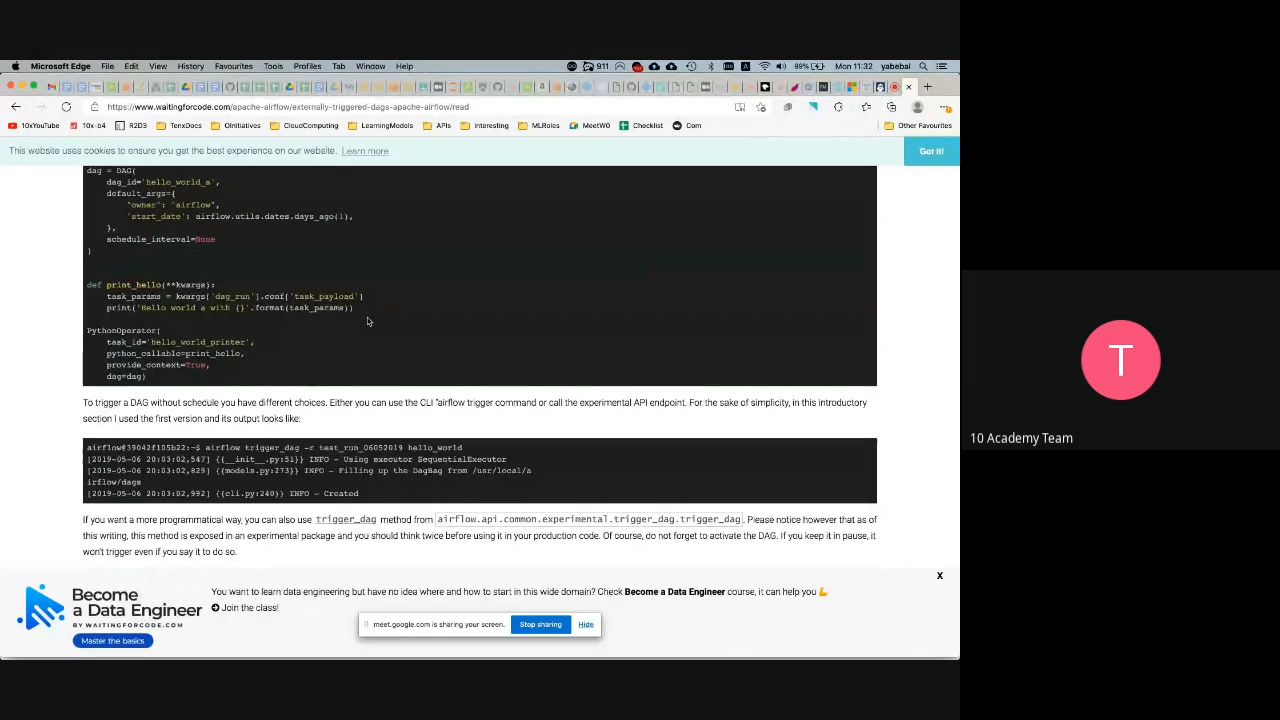 Microsoft Edge File Edit View History Favourites Tools Profiles Tab Window Help 911 99% Mon 11:32 yabebal
https://www.waitingforcode.com/apache-airflow/externally-triggered-dags-apache-airflow/read
10xYouTube 10x-b4 R2D3 TenxDocs OInitiatives CloudComputing LearningModels APIs Interesting MLRoles MeetW0 Checklist Com Other Favourites
This website uses cookies to ensure you get the best experience on our website. Learn more Got It!
dag = DAG(
dag_id='hello_world_a',
default_args={
"owner": "airflow",
'start_date': airflow.utils.dates.days_ago(1),
},
schedule_interval=None
)
def print_hello(**kwargs):
task_params = kwargs['dag_run'].conf['task_payload']
print('Hello world a with {}'.format(task_params))
PythonOperator(
task_id='hello_world_printer',
python_callable=print_hello,
provide_context=True,
dag=dag)
To trigger a DAG without schedule you have different choices. Either you can use the CLI "airflow trigger command or call the experimental API endpoint. For the sake of simplicity, in this introductory
section I used the first version and its output looks like:
airflow@39042f105b22:~$ airflow trigger_dag -r test_run_06052019 hello_world
[2019-05-06 20:03:02,547] {{__init__.py:51}} INFO - Using executor SequentialExecutor
[2019-05-06 20:03:02,829] {{models.py:273}} INFO - Filling up the DagBag from /usr/local/a
irflow/dags
[2019-05-06 20:03:02,992] {{cli.py:240}} INFO - Created
If you want a more programmatical way, you can also use trigger_dag method from airflow.api.common.experimental.trigger_dag.trigger_dag. Please notice however that as of
this writing, this method is exposed in an experimental package and you should think twice before using it in your production code. Of course, do not forget to activate the DAG. If you keep it in pause, it
won't trigger even if you say it to do so.
X
Become
a Data Engineer
BY WAITINGFORCODE.COM
Master the basics
You want to learn data engineering but have no idea where and how to start in this wide domain? Check Become a Data Engineer course, it can help you 💪
Join the class!
meet.google.com is sharing your screen. Stop sharing Hide
T
10 Academy Team